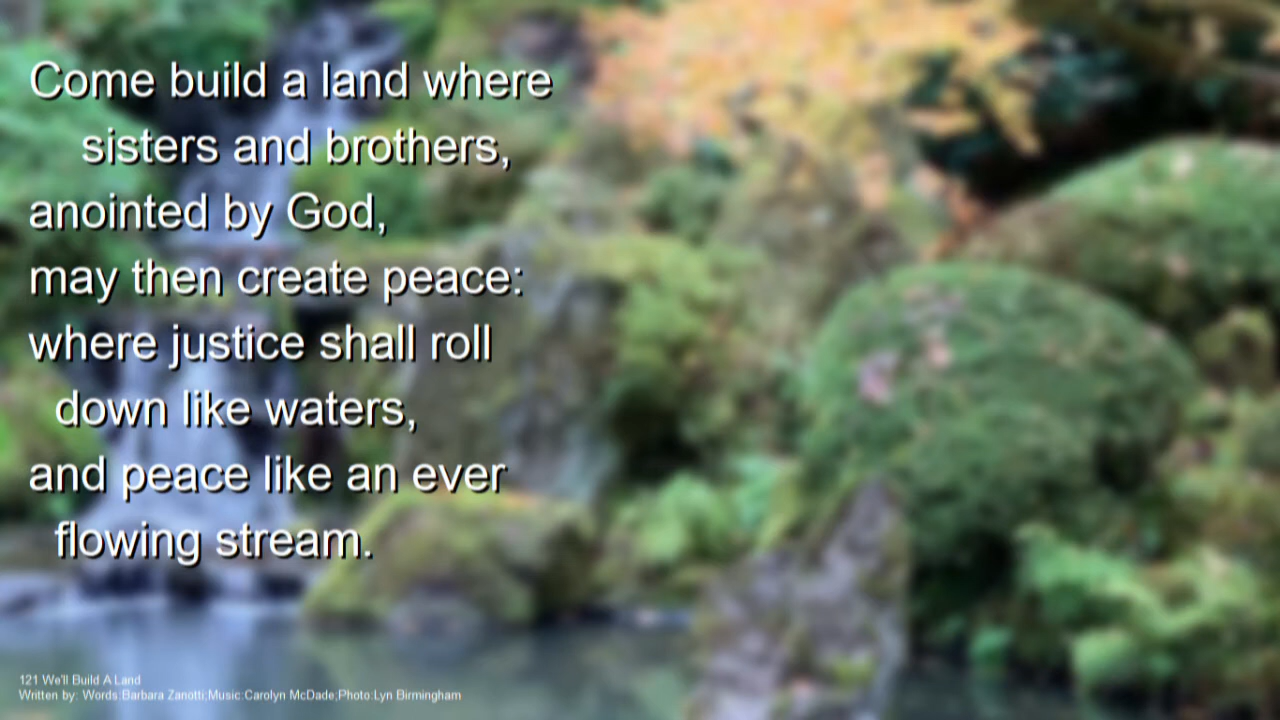 Come build a land where
sisters and brothers,
anointed by God,
may then create peace:
where justice shall roll
down like waters,
and peace like an ever
flowing stream.
121 We'll Build A Land
Written by: Words:Barbara Zanotti;Music:Carolyn McDade;Photo:Lyn Birmingham